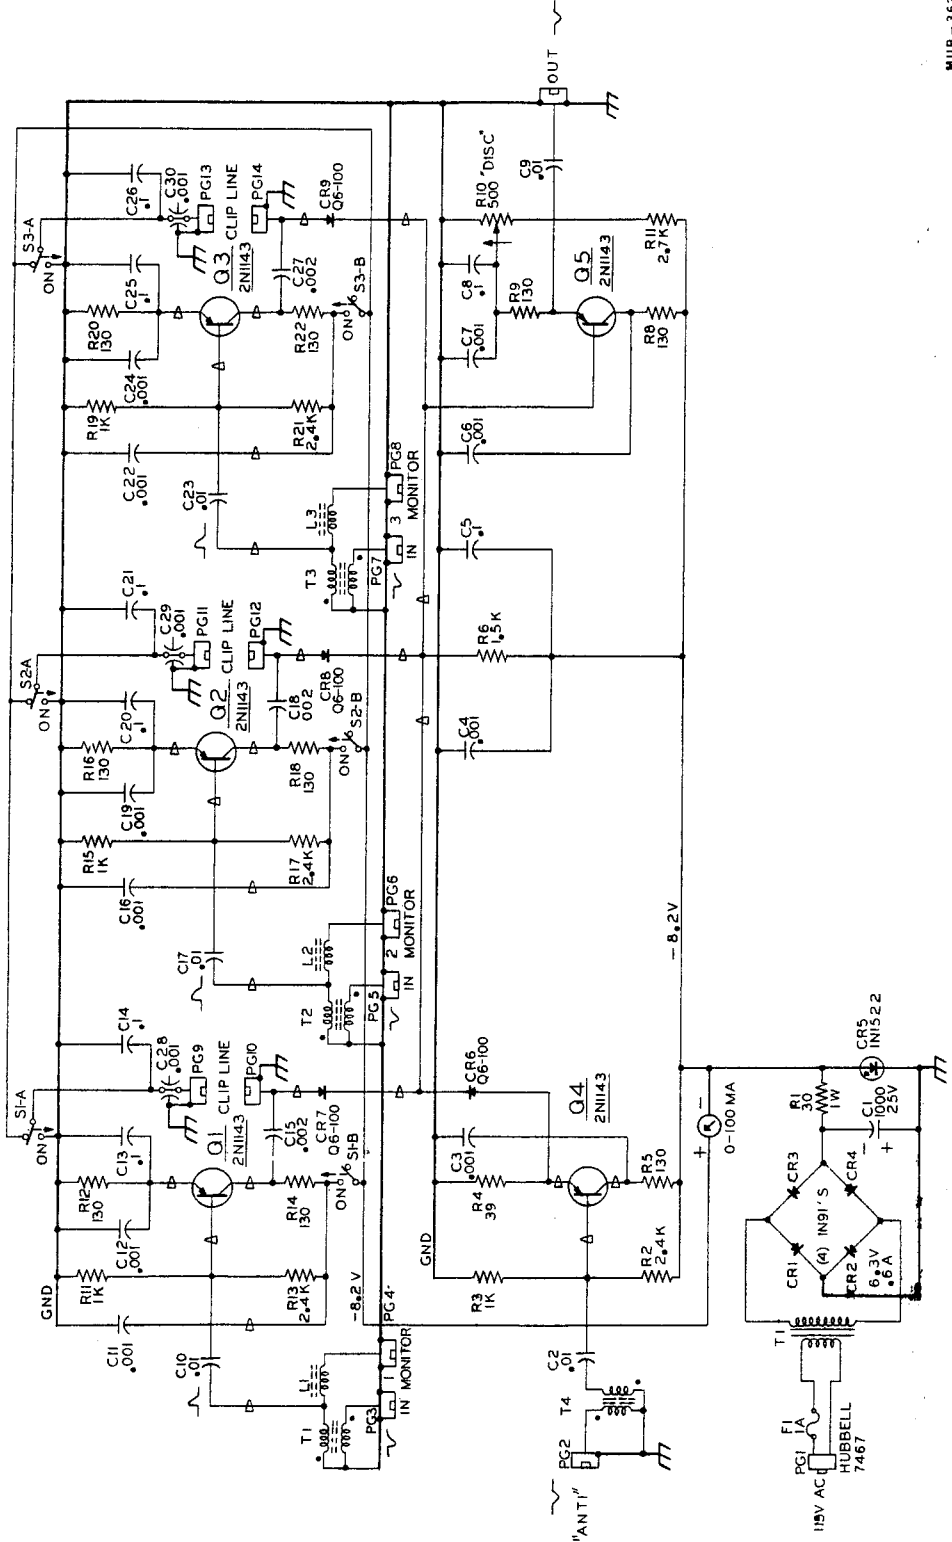 MUR-363
S1-A
ON
S2A
ON
S3-A
ON
GND
C11
.001
R11
1K
C12
.001
R12
130
C13
.1
C14
.1
C28
.001
PG9
CLIP LINE
PG10
Q1
2N1143
C10
.01
R13
2.4K
R14
130
C15
.002
CR7
Q6-100
S1-B
ON
-8.2 V
L1
T1
PG3
IN
1
MONITOR
PG4
C16
.001
R15
1K
C19
.001
R16
130
C20
.1
C21
.1
C29
.001
PG11
CLIP LINE
PG12
Q2
2N1143
C17
.01
R17
2.4K
R18
130
C18
.002
CR8
Q6-100
S2-B
ON
L2
T2
PG5
IN
2
MONITOR
PG6
C22
.001
R19
1K
C24
.001
R20
130
C25
.1
C26
.1
C30
.001
PG13
CLIP LINE
PG14
Q3
2N1143
C23
.01
R21
2.4K
R22
130
C27
.002
CR9
Q6-100
S3-B
ON
L3
T3
PG7
IN
3
MONITOR
PG8
GND
R3
1K
R4
39
C3
.001
CR6
Q6-100
Q4
2N1143
R2
2.4K
R5
130
C2
.01
T4
PG2
"ANTI"
C4
.001
R6
1.5K
C5
.1
C6
.001
C7
.001
C8
.1
R9
130
R10
500
"DISC"
C9
.01
OUT
Q5
2N1143
R8
130
R11
2.7K
-8.2V
+
-
0-100 MA
R1
30
1W
CR5
IN1522
C1
1000
25V
-
+
CR3
CR4
CR1
CR2
(4) IN91'S
6.3V
.6A
T1
F1
1A
PG1
HUBBELL
7467
115V AC